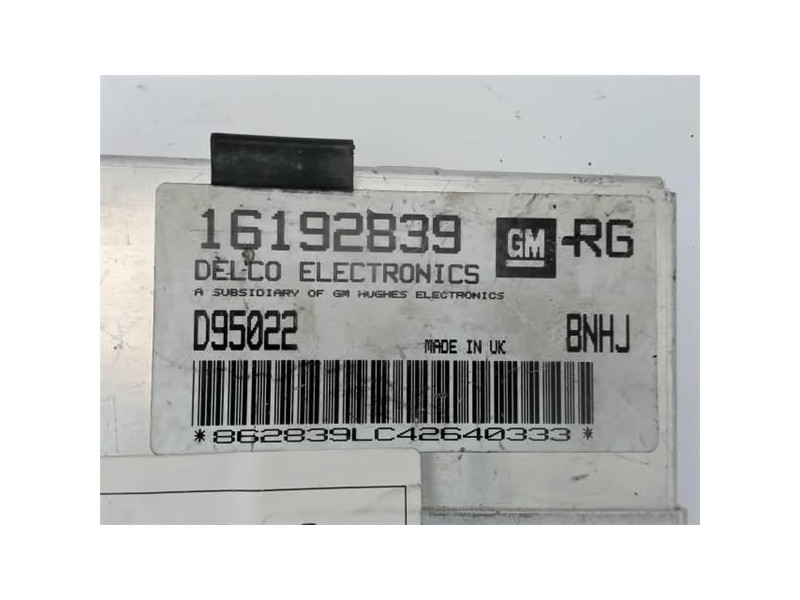 16192839 GM -RG
DELCO ELECTRONICS
A SUBSIDIARY OF GM HUGHES ELECTRONICS
D95022 MADE IN UK BNHJ
*862839LC42640333*